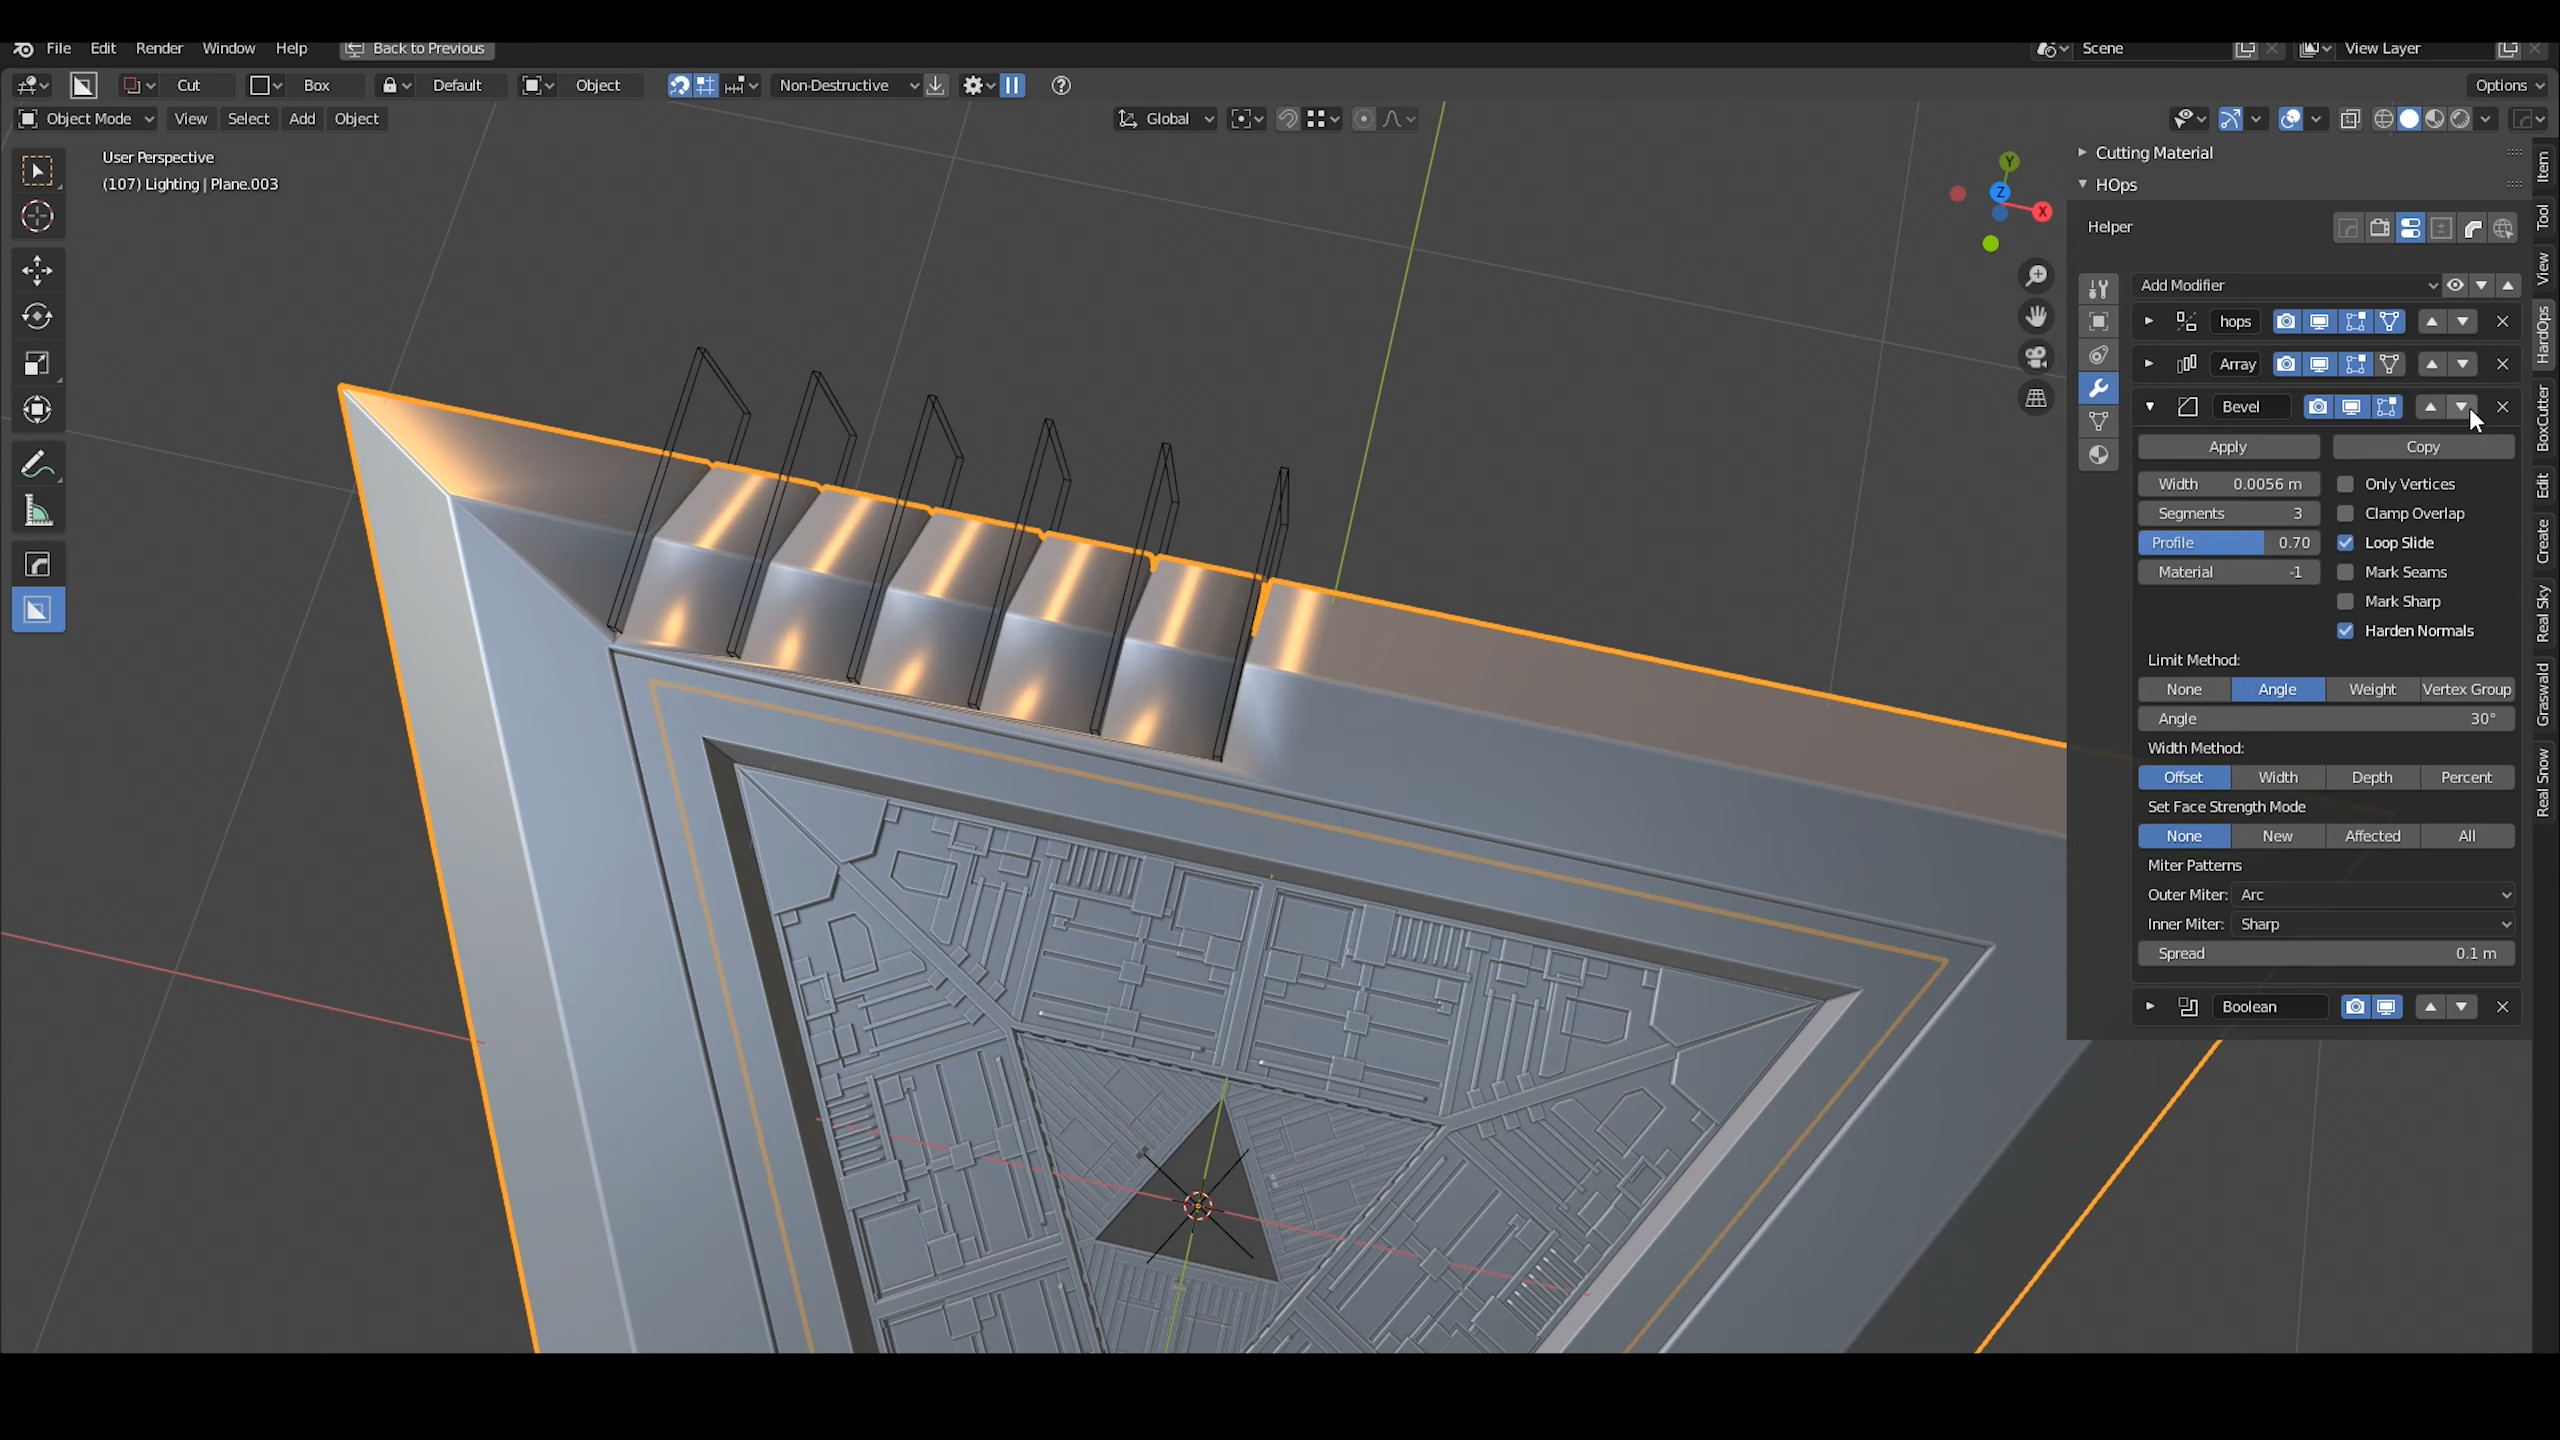 File Edit Render Window Help Back to Previous Scene View Layer
Cut Box Default Object Non-Destructive Options
Object Mode View Select Add Object Global
User Perspective
(107) Lighting | Plane.003
Y
Z
X
Cutting Material
HOps
Helper
Add Modifier
hops
Array
Bevel
Apply Copy
Width 0.0056 m Only Vertices
Segments 3 Clamp Overlap
Profile 0.70 Loop Slide
Material -1 Mark Seams
Mark Sharp
Harden Normals
Limit Method:
None Angle Weight Vertex Group
Angle 30°
Width Method:
Offset Width Depth Percent
Set Face Strength Mode
None New Affected All
Miter Patterns
Outer Miter: Arc
Inner Miter: Sharp
Spread 0.1 m
Boolean
Item
Tool
View
HardOps
BoxCutter
Edit
Create
Real Sky
Graswald
Real Snow